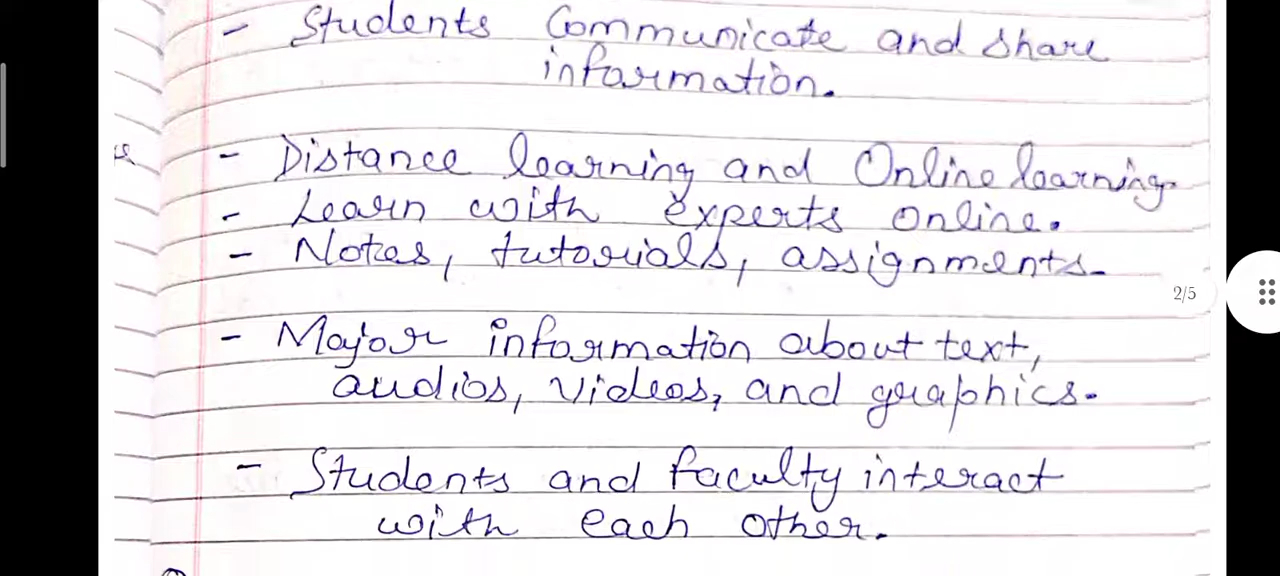 - Students Communicate and share
information.
- Distance learning and Online learning.
- Learn with experts online.
- Notes, tutorials, assignments.
2/5
- Major information about text,
audios, videos, and graphics.
- Students and faculty interact
with each other.